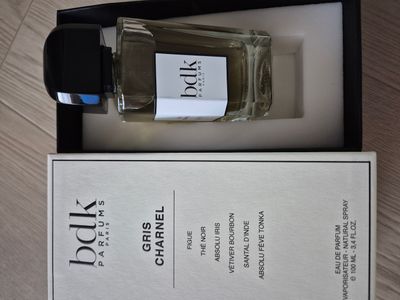 bdk
PARFUMS
PARIS
bdk
PARFUMS
PARIS
GRIS
CHARNEL
FIGUE
THÉ NOIR
ABSOLU IRIS
VÉTIVER BOURBON
SANTAL D'INDE
ABSOLU FÈVE TONKA
EAU DE PARFUM
VAPORISATEUR - NATURAL SPRAY
℮ 100 ML - 3,4 FL.OZ.